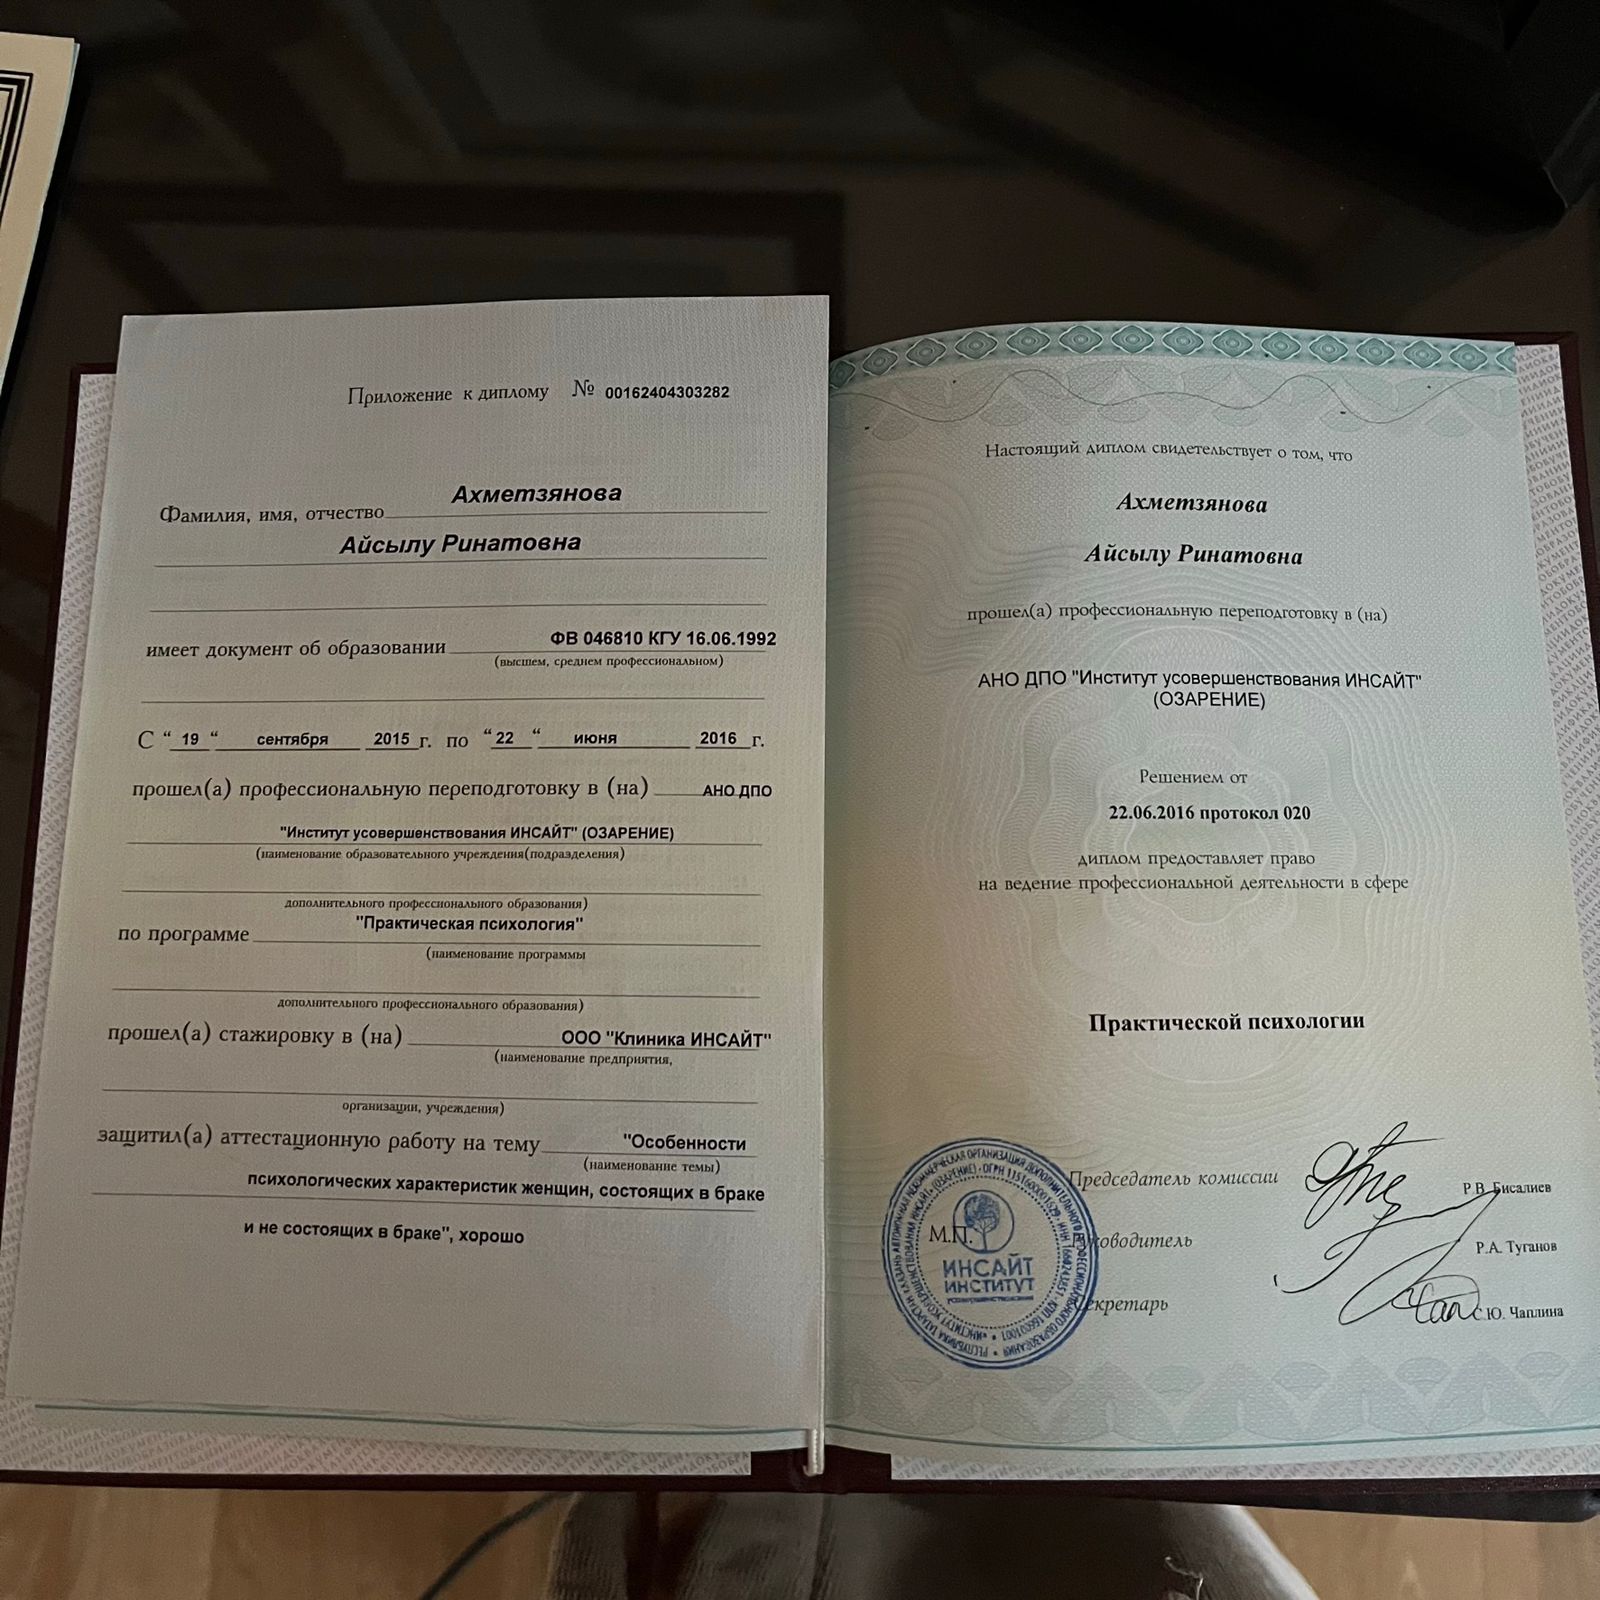 Приложение к диплому № 00162404303282
Ахметзянова
Фамилия, имя, отчество
Айсылу Ринатовна
ФВ 046810 КГУ 16.06.1992
имеет документ об образовании
(высшем, среднем профессиональном)
С “ 19 “ сентября 2015 г. по “ 22 “ июня 2016 г.
прошел(а) профессиональную переподготовку в (на) АНО ДПО
"Институт усовершенствования ИНСАЙТ" (ОЗАРЕНИЕ)
(наименование образовательного учреждения(подразделения)
дополнительного профессионального образования)
"Практическая психология"
по программе
(наименование программы
дополнительного профессионального образования)
прошел(а) стажировку в (на) ООО "Клиника ИНСАЙТ"
(наименование предприятия,
организации, учреждения)
защитил(а) аттестационную работу на тему "Особенности
(наименование темы)
психологических характеристик женщин, состоящих в браке
и не состоящих в браке", хорошо
Настоящий диплом свидетельствует о том, что
Ахметзянова
Айсылу Ринатовна
прошел(а) профессиональную переподготовку в (на)
АНО ДПО "Институт усовершенствования ИНСАЙТ"
(ОЗАРЕНИЕ)
Решением от
22.06.2016 протокол 020
диплом предоставляет право
на ведение профессиональной деятельности в сфере
Практической психологии
Председатель комиссии Р.В. Бисалиев
М.П. Руководитель Р.А. Туганов
Секретарь С.Ю. Чаплина
ИНСАЙТ
ИНСТИТУТ
усовершенствования